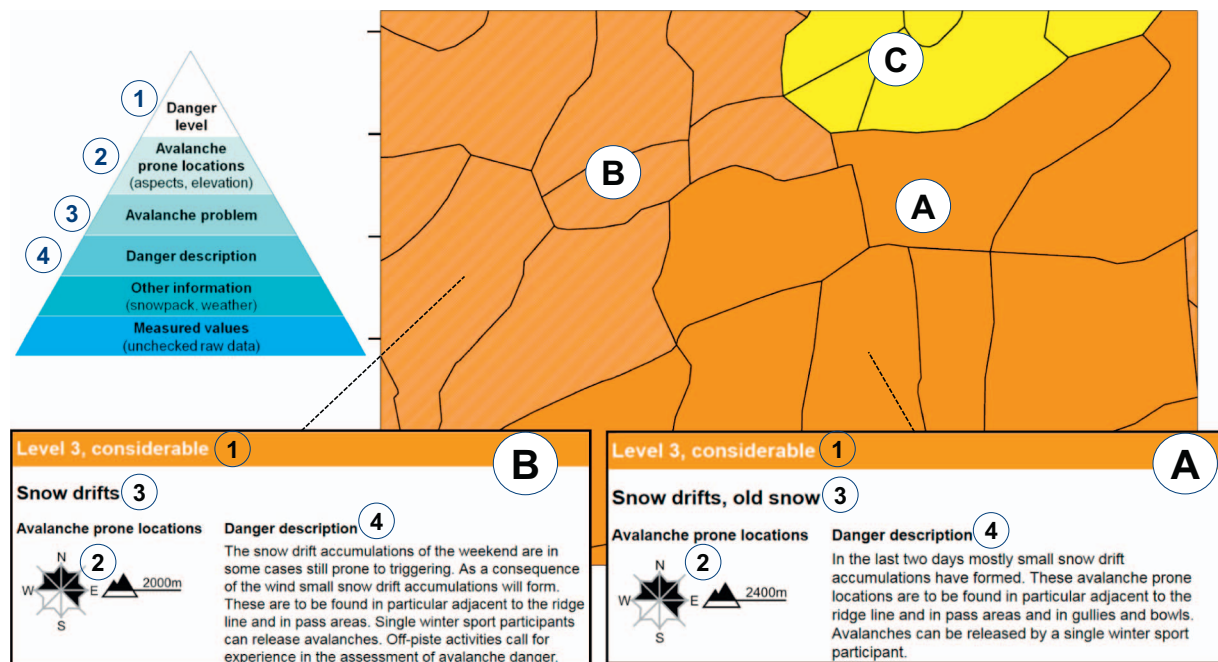 1
Danger
level
2
Avalanche
prone locations
(aspects, elevation)
3
Avalanche problem
4
Danger description
Other information
(snowpack, weather)
Measured values
(unchecked raw data)
C
B
A
Level 3, considerable 1
B
Snow drifts 3
Avalanche prone locations
2
N
W E
S
2000m
Danger description 4
The snow drift accumulations of the weekend are in
some cases still prone to triggering. As a consequence
of the wind small snow drift accumulations will form.
These are to be found in particular adjacent to the ridge
line and in pass areas. Single winter sport participants
can release avalanches. Off-piste activities call for
experience in the assessment of avalanche danger.
Level 3, considerable 1
A
Snow drifts, old snow 3
Avalanche prone locations
2
N
W E
S
2400m
Danger description 4
In the last two days mostly small snow drift
accumulations have formed. These avalanche prone
locations are to be found in particular adjacent to the
ridge line and in pass areas and in gullies and bowls.
Avalanches can be released by a single winter sport
participant.